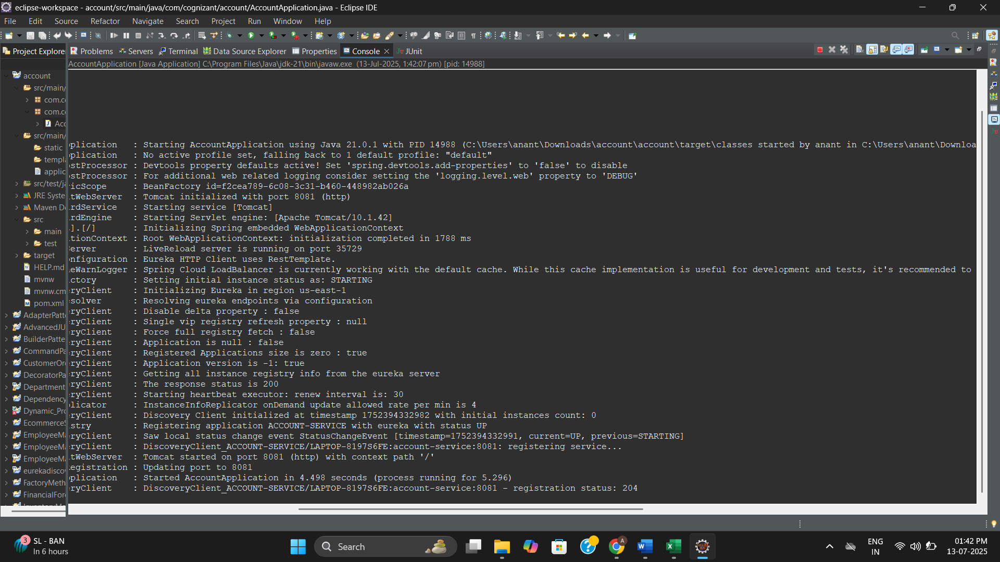 eclipse-workspace - account/src/main/java/com/cognizant/account/AccountApplication.java - Eclipse IDE
File Edit Source Refactor Navigate Search Project Run Window Help
Project Explorer Problems Servers Terminal Data Source Explorer Properties Console JUnit
AccountApplication [Java Application] C:\Program Files\Java\jdk-21\bin\javaw.exe (13-Jul-2025, 1:42:07 pm) [pid: 14988]
account
src/main/
com.c
com.c
Acc
src/main/
static
templ
applic
src/test/ja
JRE Syste
Maven De
src
main
test
target
HELP.md
mvnw
mvnw.cm
pom.xml
AdapterPatte
AdvancedJU
BuilderPatte
CommandPa
CustomerOr
DecoratorPa
Department
Dependency
Dynamic_Pro
EcommerceS
EmployeeMa
EmployeeMa
EmployeeMa
eurekadisco
FactoryMeth
FinancialFor
plication : Starting AccountApplication using Java 21.0.1 with PID 14988 (C:\Users\anant\Downloads\account\account\target\classes started by anant in C:\Users\anant\Downloa
plication : No active profile set, falling back to 1 default profile: "default"
stProcessor : Devtools property defaults active! Set 'spring.devtools.add-properties' to 'false' to disable
stProcessor : For additional web related logging consider setting the 'logging.level.web' property to 'DEBUG'
icScope : BeanFactory id=f2cea789-6c08-3c31-b460-448982ab026a
tWebServer : Tomcat initialized with port 8081 (http)
rdService : Starting service [Tomcat]
rdEngine : Starting Servlet engine: [Apache Tomcat/10.1.42]
].[/] : Initializing Spring embedded WebApplicationContext
tionContext : Root WebApplicationContext: initialization completed in 1788 ms
erver : LiveReload server is running on port 35729
nfiguration : Eureka HTTP Client uses RestTemplate.
eWarnLogger : Spring Cloud LoadBalancer is currently working with the default cache. While this cache implementation is useful for development and tests, it's recommended to
ctory : Setting initial instance status as: STARTING
ryClient : Initializing Eureka in region us-east-1
solver : Resolving eureka endpoints via configuration
ryClient : Disable delta property : false
ryClient : Single vip registry refresh property : null
ryClient : Force full registry fetch : false
ryClient : Application is null : false
ryClient : Registered Applications size is zero : true
ryClient : Application version is -1: true
ryClient : Getting all instance registry info from the eureka server
ryClient : The response status is 200
ryClient : Starting heartbeat executor: renew interval is: 30
licator : InstanceInfoReplicator onDemand update allowed rate per min is 4
ryClient : Discovery Client initialized at timestamp 1752394332982 with initial instances count: 0
stry : Registering application ACCOUNT-SERVICE with eureka with status UP
ryClient : Saw local status change event StatusChangeEvent [timestamp=1752394332991, current=UP, previous=STARTING]
ryClient : DiscoveryClient_ACCOUNT-SERVICE/LAPTOP-8197S6FE:account-service:8081: registering service...
tWebServer : Tomcat started on port 8081 (http) with context path '/'
egistration : Updating port to 8081
plication : Started AccountApplication in 4.498 seconds (process running for 5.296)
ryClient : DiscoveryClient_ACCOUNT-SERVICE/LAPTOP-8197S6FE:account-service:8081 - registration status: 204
3
SL - BAN
In 6 hours
Search
ENG
IN
01:42 PM
13-07-2025